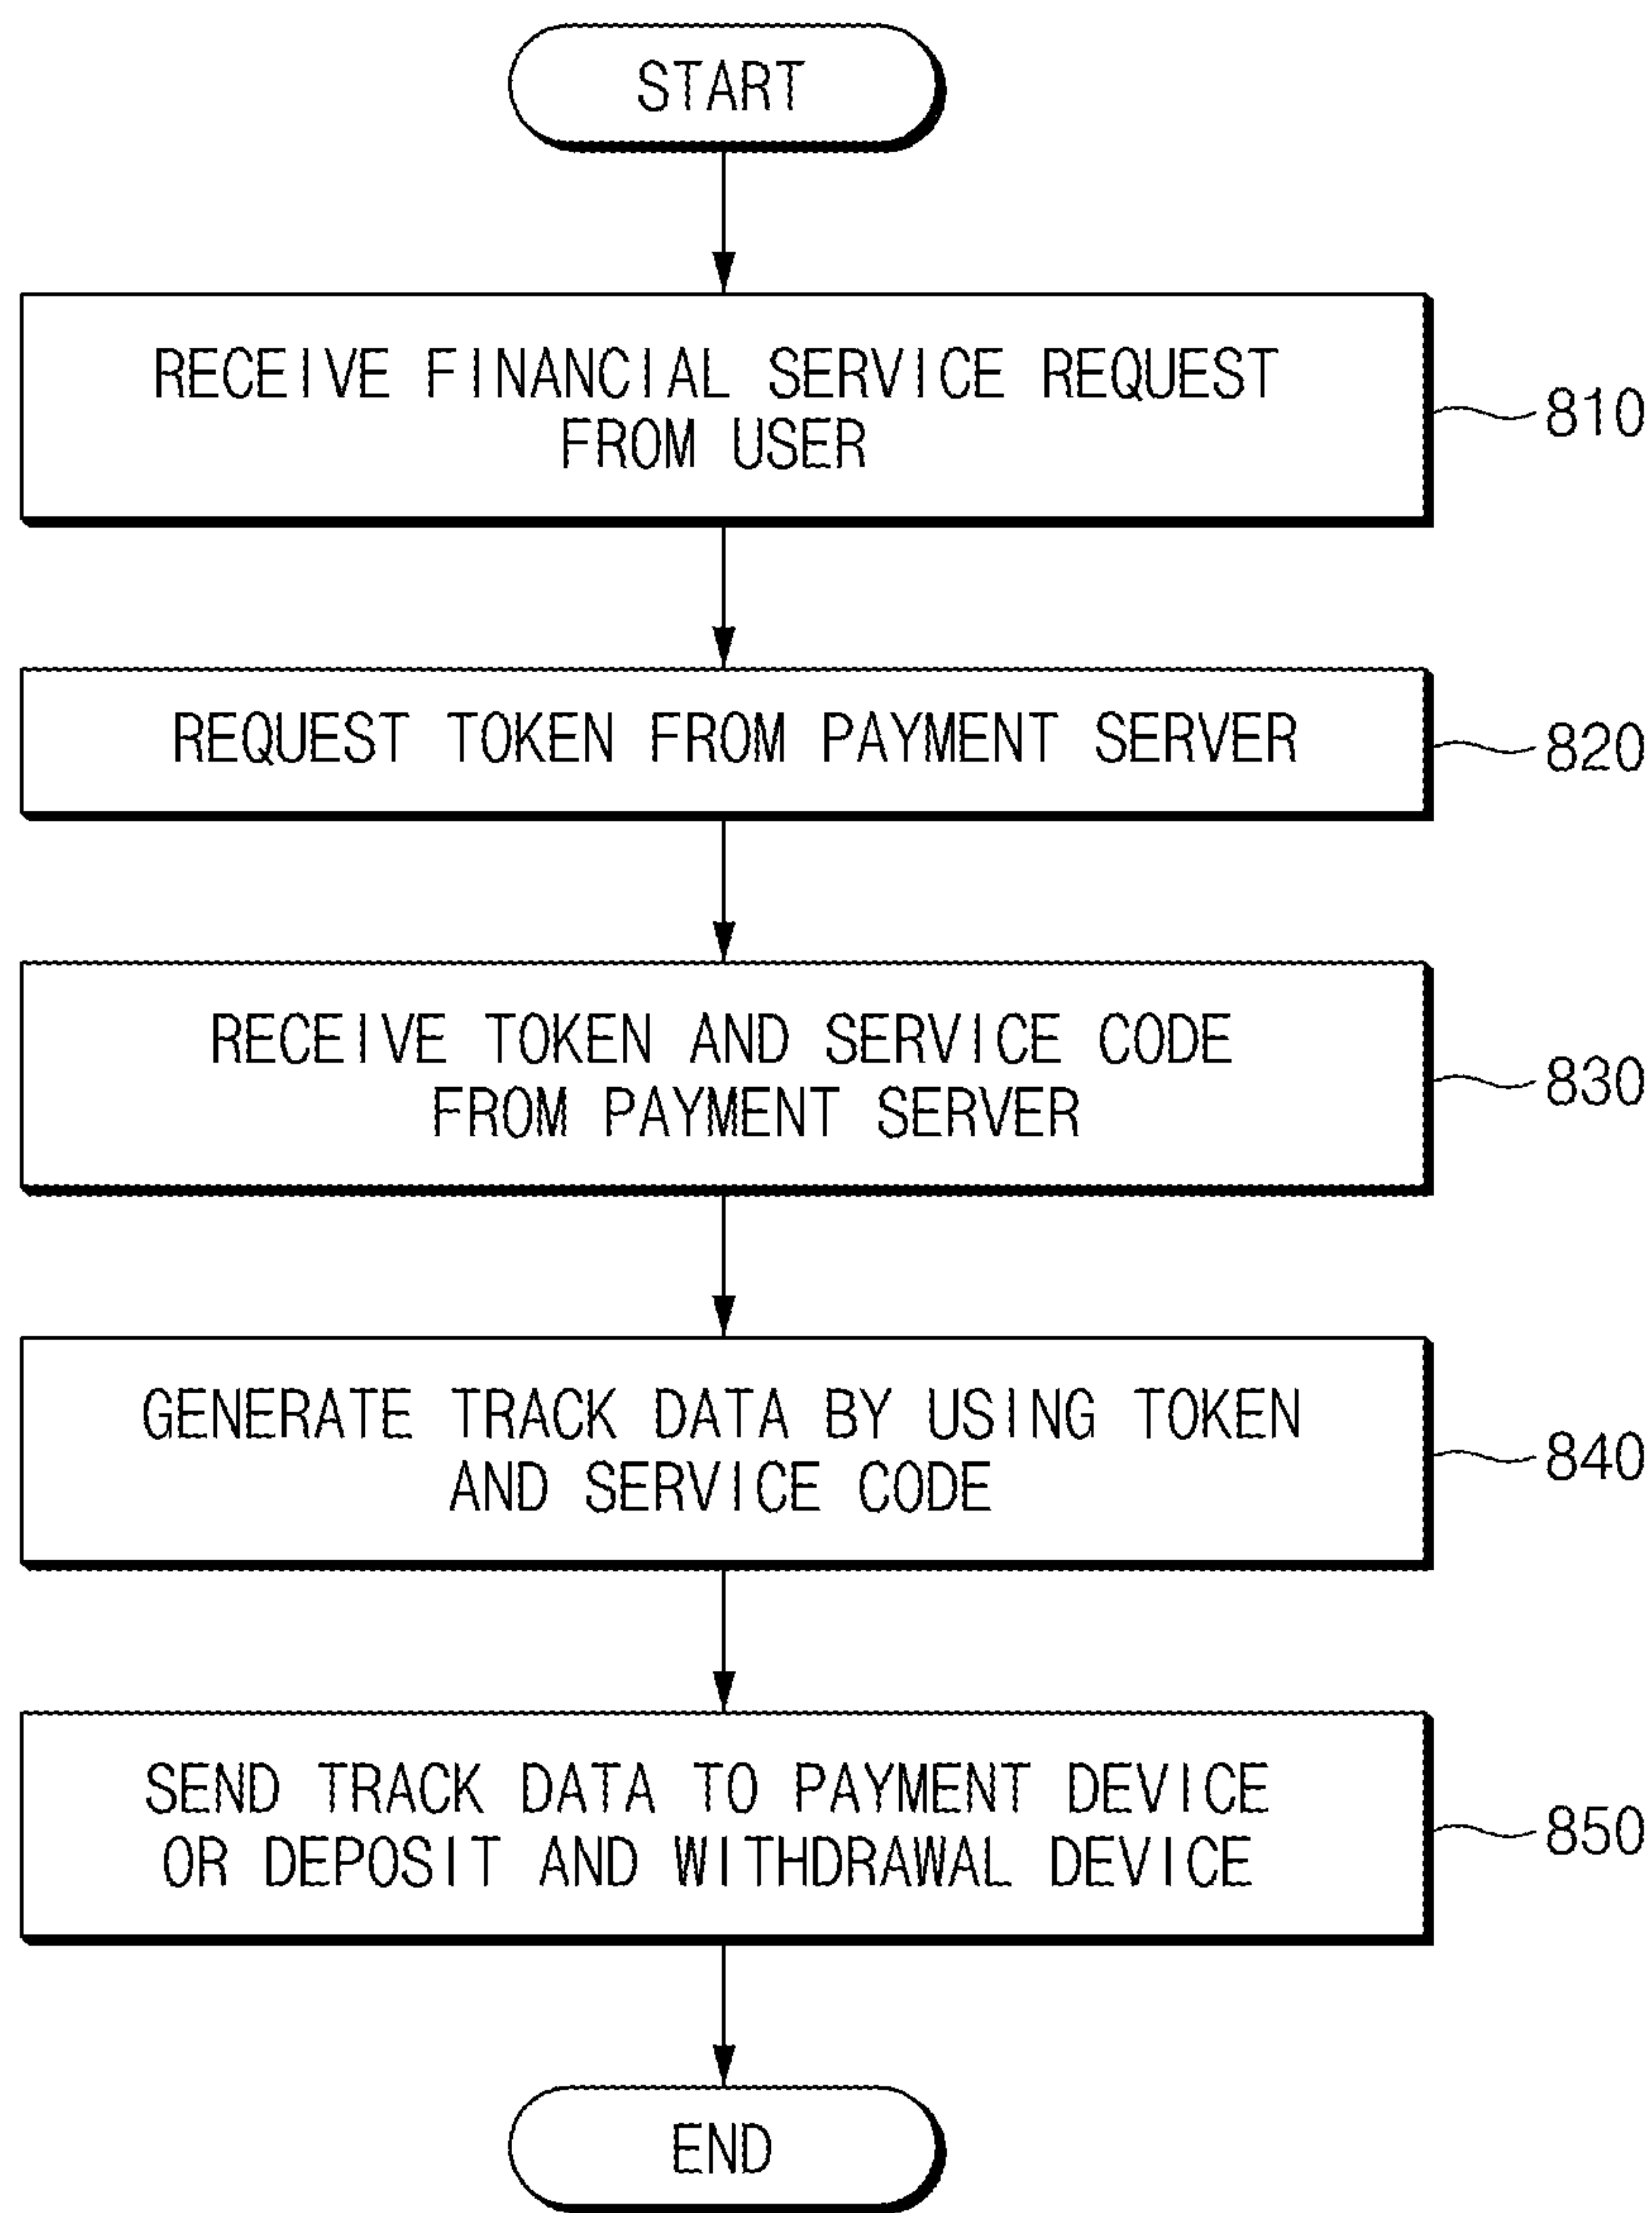 START
RECEIVE FINANCIAL SERVICE REQUEST
FROM USER
810
REQUEST TOKEN FROM PAYMENT SERVER
820
RECEIVE TOKEN AND SERVICE CODE
FROM PAYMENT SERVER
830
GENERATE TRACK DATA BY USING TOKEN
AND SERVICE CODE
840
SEND TRACK DATA TO PAYMENT DEVICE
OR DEPOSIT AND WITHDRAWAL DEVICE
850
END